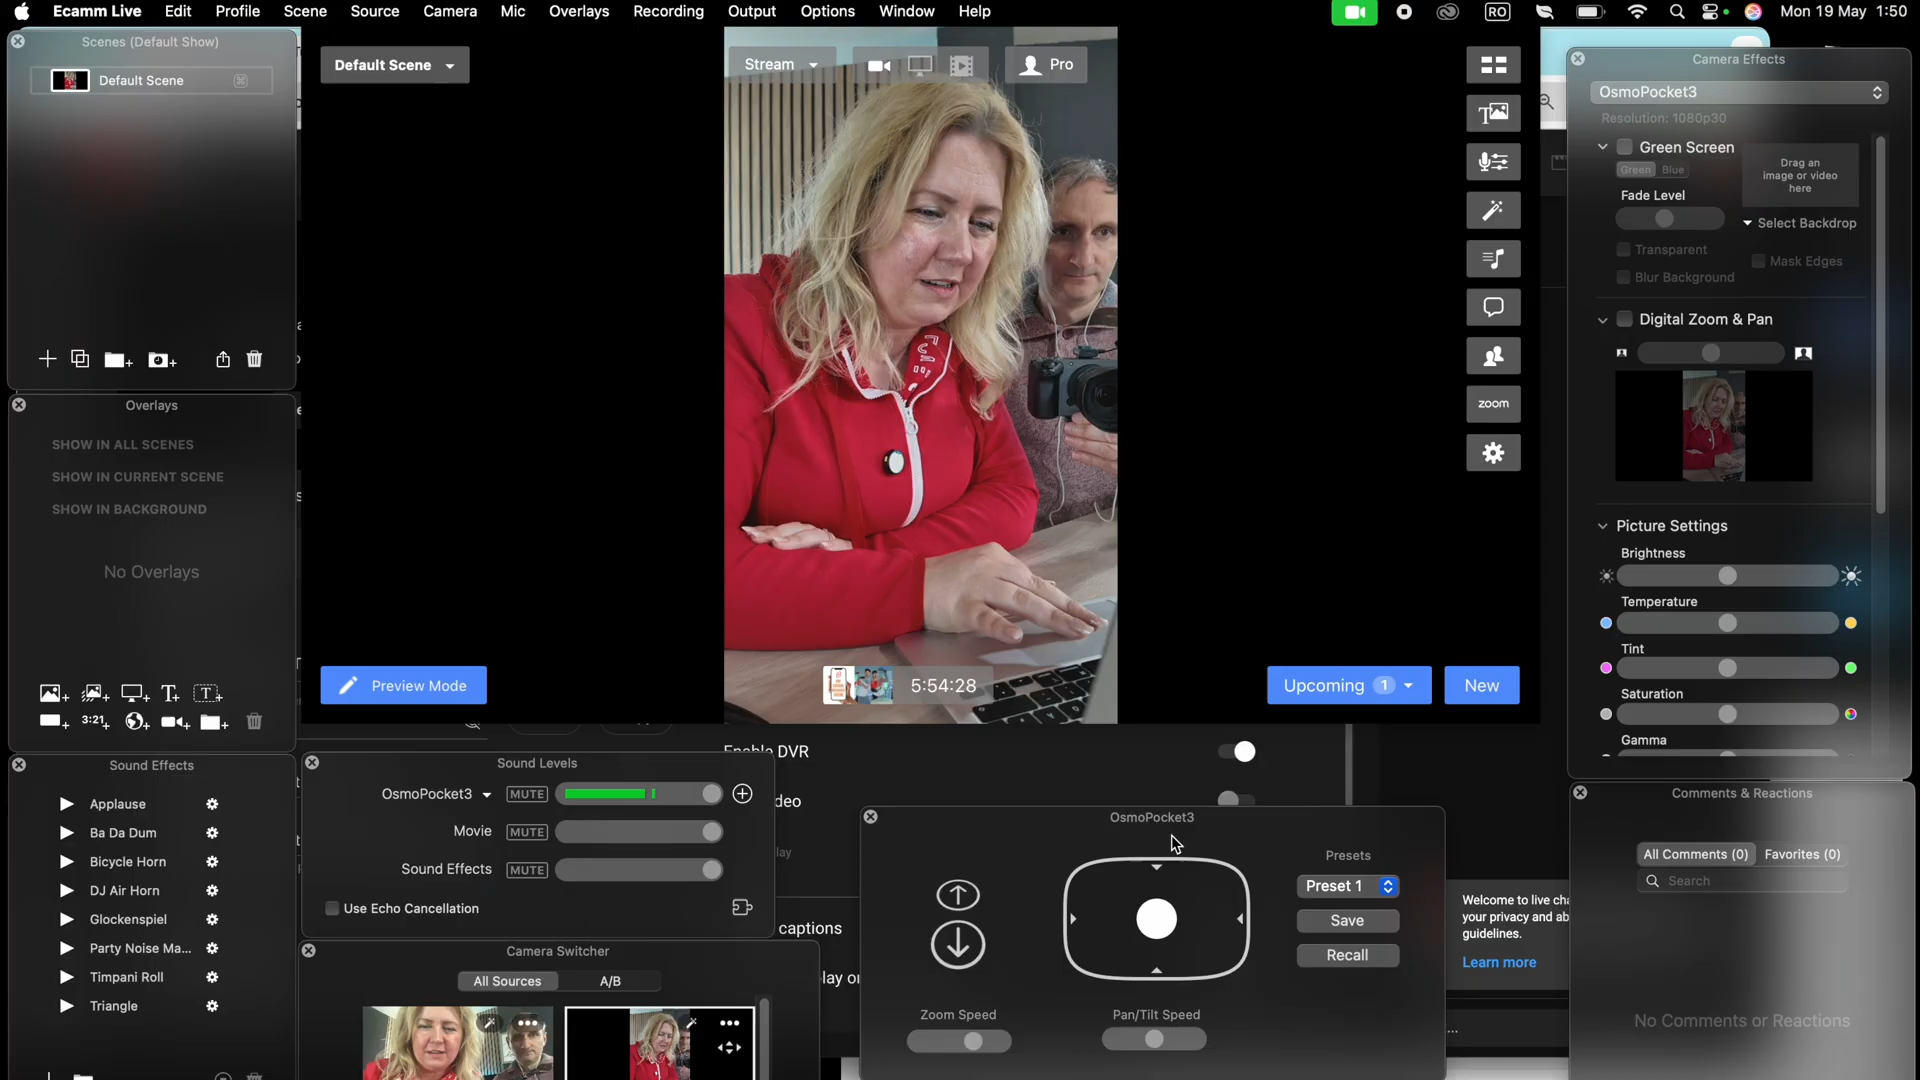 Ecamm Live Edit Profile Scene Source Camera Mic Overlays Recording Output Options Window Help
RO
Mon 19 May 1:50
Scenes (Default Show)
Default Scene
Default Scene
Stream
Pro
zoom
Preview Mode
5:54:28
Upcoming 1
New
Overlays
SHOW IN ALL SCENES
SHOW IN CURRENT SCENE
SHOW IN BACKGROUND
No Overlays
3:21
Sound Effects
Applause
Ba Da Dum
Bicycle Horn
DJ Air Horn
Glockenspiel
Party Noise Ma...
Timpani Roll
Triangle
Sound Levels
OsmoPocket3 MUTE
Movie MUTE
Sound Effects MUTE
Use Echo Cancellation
Camera Switcher
All Sources A/B
DVR
captions
OsmoPocket3
Zoom Speed
Pan/Tilt Speed
Presets
Preset 1
Save
Recall
Welcome to live
your privacy and
guidelines.
Learn more
Camera Effects
OsmoPocket3
Resolution: 1080p30
Green Screen
Green Blue
Fade Level
Drag an
image or video
here
Select Backdrop
Transparent
Mask Edges
Blur Background
Digital Zoom & Pan
Picture Settings
Brightness
Temperature
Tint
Saturation
Gamma
Comments & Reactions
All Comments (0) Favorites (0)
Search
No Comments or Reactions